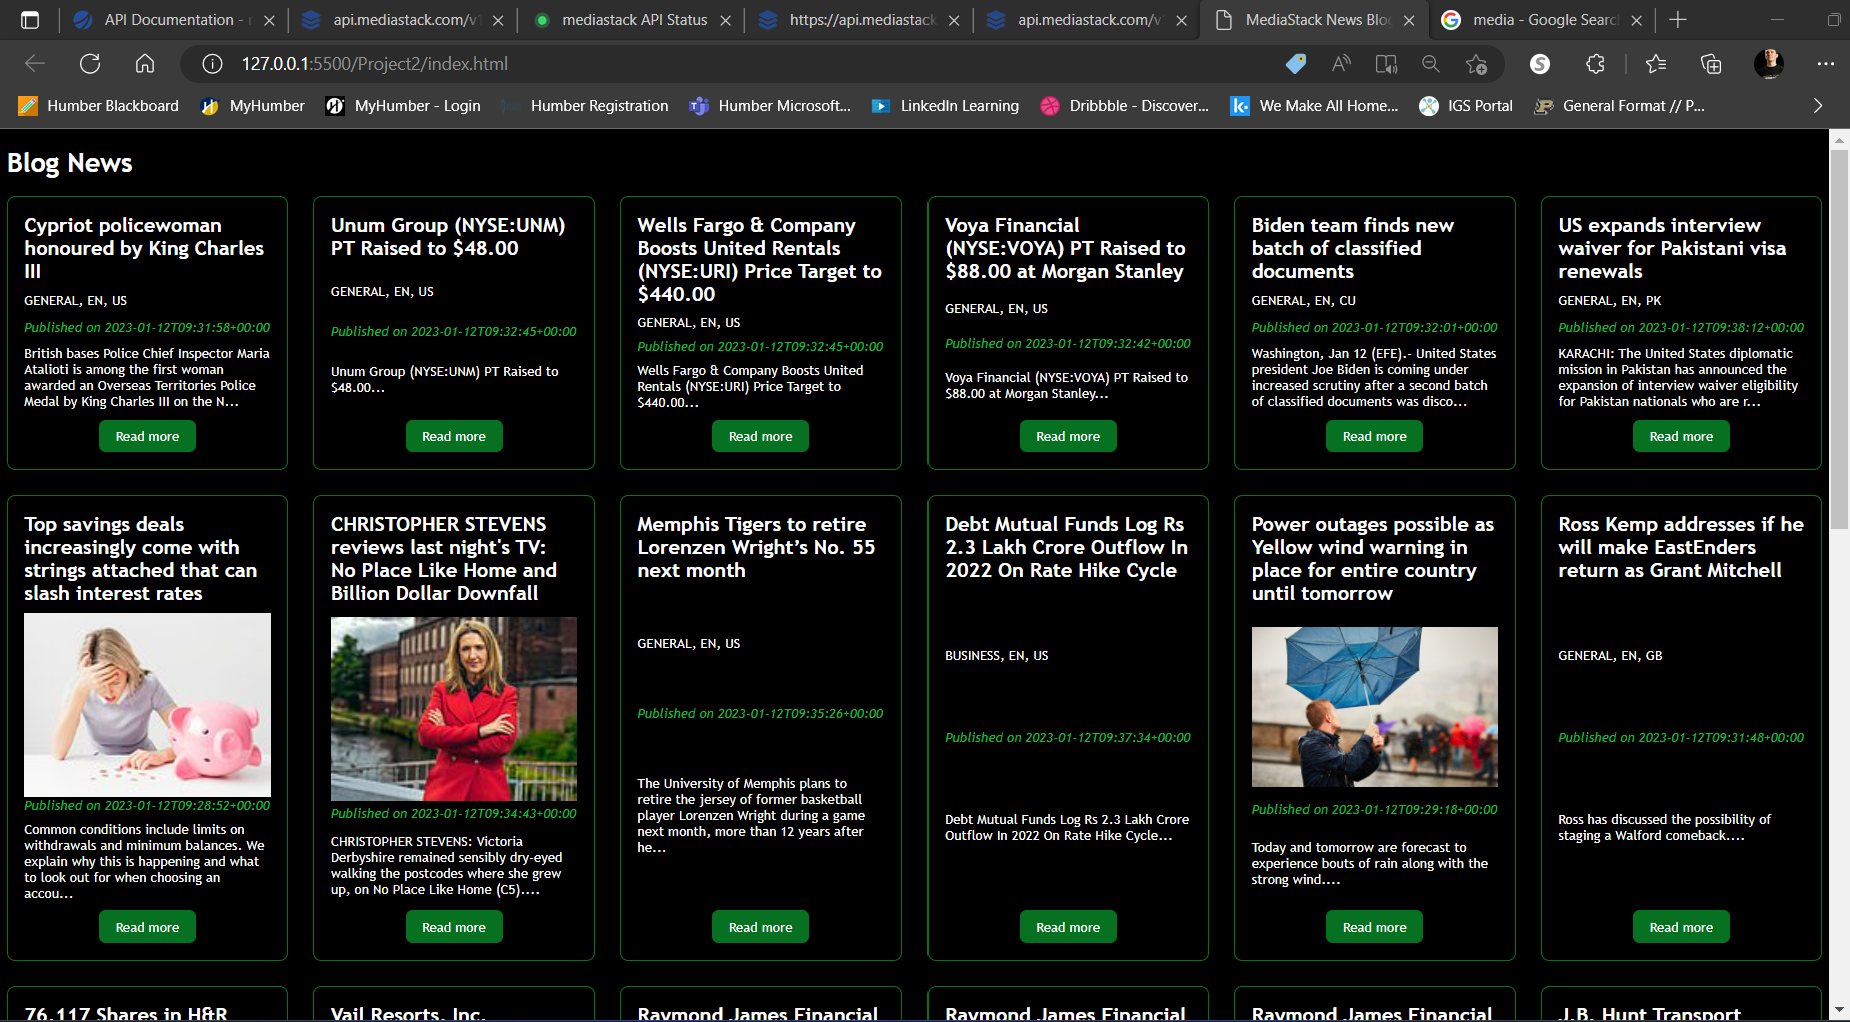 API Documentation -
api.mediastack.com/v
mediastack API Status
https://api.mediastack
api.mediastack.com/v
MediaStack News Blo
media - Google Searc
127.0.0.1:5500/Project2/index.html
Humber Blackboard
MyHumber
MyHumber - Login
Humber Registration
Humber Microsoft...
LinkedIn Learning
Dribbble - Discover...
We Make All Home...
IGS Portal
General Format // P...
Blog News
Cypriot policewoman
honoured by King Charles
III
GENERAL, EN, US
Published on 2023-01-12T09:31:58+00:00
British bases Police Chief Inspector Maria
Atalioti is among the first woman
awarded an Overseas Territories Police
Medal by King Charles III on the N...
Read more
Unum Group (NYSE:UNM)
PT Raised to $48.00
GENERAL, EN, US
Published on 2023-01-12T09:32:45+00:00
Unum Group (NYSE:UNM) PT Raised to
$48.00...
Read more
Wells Fargo & Company
Boosts United Rentals
(NYSE:URI) Price Target to
$440.00
GENERAL, EN, US
Published on 2023-01-12T09:32:45+00:00
Wells Fargo & Company Boosts United
Rentals (NYSE:URI) Price Target to
$440.00...
Read more
Voya Financial
(NYSE:VOYA) PT Raised to
$88.00 at Morgan Stanley
GENERAL, EN, US
Published on 2023-01-12T09:32:42+00:00
Voya Financial (NYSE:VOYA) PT Raised to
$88.00 at Morgan Stanley...
Read more
Biden team finds new
batch of classified
documents
GENERAL, EN, CU
Published on 2023-01-12T09:32:01+00:00
Washington, Jan 12 (EFE).- United States
president Joe Biden is coming under
increased scrutiny after a second batch
of classified documents was disco...
Read more
US expands interview
waiver for Pakistani visa
renewals
GENERAL, EN, PK
Published on 2023-01-12T09:38:12+00:00
KARACHI: The United States diplomatic
mission in Pakistan has announced the
expansion of interview waiver eligibility
for Pakistan nationals who are r...
Read more
Top savings deals
increasingly come with
strings attached that can
slash interest rates
Published on 2023-01-12T09:28:52+00:00
Common conditions include limits on
withdrawals and minimum balances. We
explain why this is happening and what
to look out for when choosing an
accou...
Read more
CHRISTOPHER STEVENS
reviews last night's TV:
No Place Like Home and
Billion Dollar Downfall
Published on 2023-01-12T09:34:43+00:00
CHRISTOPHER STEVENS: Victoria
Derbyshire remained sensibly dry-eyed
walking the postcodes where she grew
up, on No Place Like Home (C5)....
Read more
Memphis Tigers to retire
Lorenzen Wright’s No. 55
next month
GENERAL, EN, US
Published on 2023-01-12T09:35:26+00:00
The University of Memphis plans to
retire the jersey of former basketball
player Lorenzen Wright during a game
next month, more than 12 years after
he...
Read more
Debt Mutual Funds Log Rs
2.3 Lakh Crore Outflow In
2022 On Rate Hike Cycle
BUSINESS, EN, US
Published on 2023-01-12T09:37:34+00:00
Debt Mutual Funds Log Rs 2.3 Lakh Crore
Outflow In 2022 On Rate Hike Cycle...
Read more
Power outages possible as
Yellow wind warning in
place for entire country
until tomorrow
Published on 2023-01-12T09:29:18+00:00
Today and tomorrow are forecast to
experience bouts of rain along with the
strong wind....
Read more
Ross Kemp addresses if he
will make EastEnders
return as Grant Mitchell
GENERAL, EN, GB
Published on 2023-01-12T09:31:48+00:00
Ross has discussed the possibility of
staging a Walford comeback....
Read more
76,117 Shares in H&R
Vail Resorts, Inc.
Raymond James Financial
Raymond James Financial
Raymond James Financial
J.B. Hunt Transport